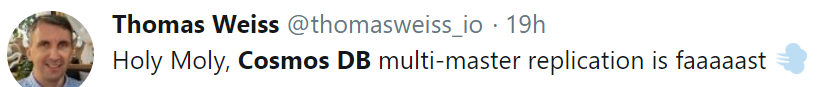 Thomas Weiss @thomasweiss_io · 19h
Holy Moly, Cosmos DB multi-master replication is faaaaast 💨